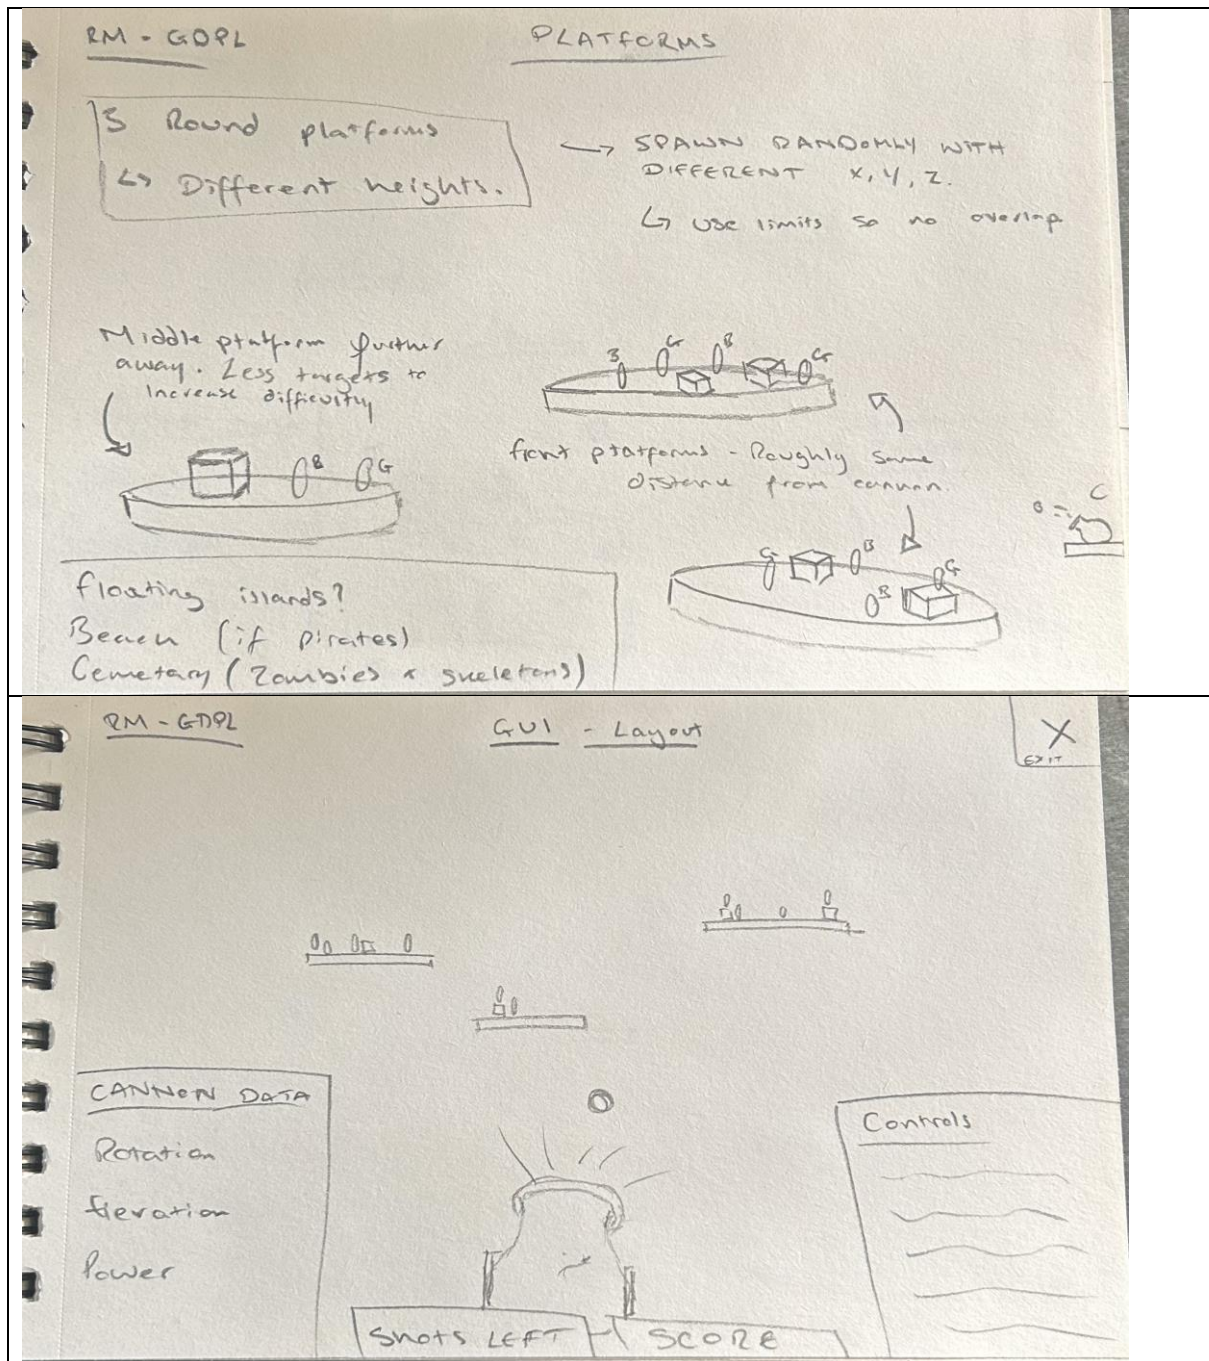 RM - GDPL
PLATFORMS
3 Round platforms
↳ Different heights.
→ SPAWN RANDOMLY WITH
DIFFERENT X, Y, Z.
↳ use limits so no overlap
Middle platform further
away. Less targets to
increase difficulty
B G B G
front platforms - Roughly same
distance from cannon.
B G
C
G B B G
floating islands?
Beach (if pirates)
Cemetary (Zombies & skeletons)
RM - GDPL
GUI - Layout
X
EXIT
CANNON DATA
Rotation
Elevation
Power
Controls
Shots LEFT
SCORE